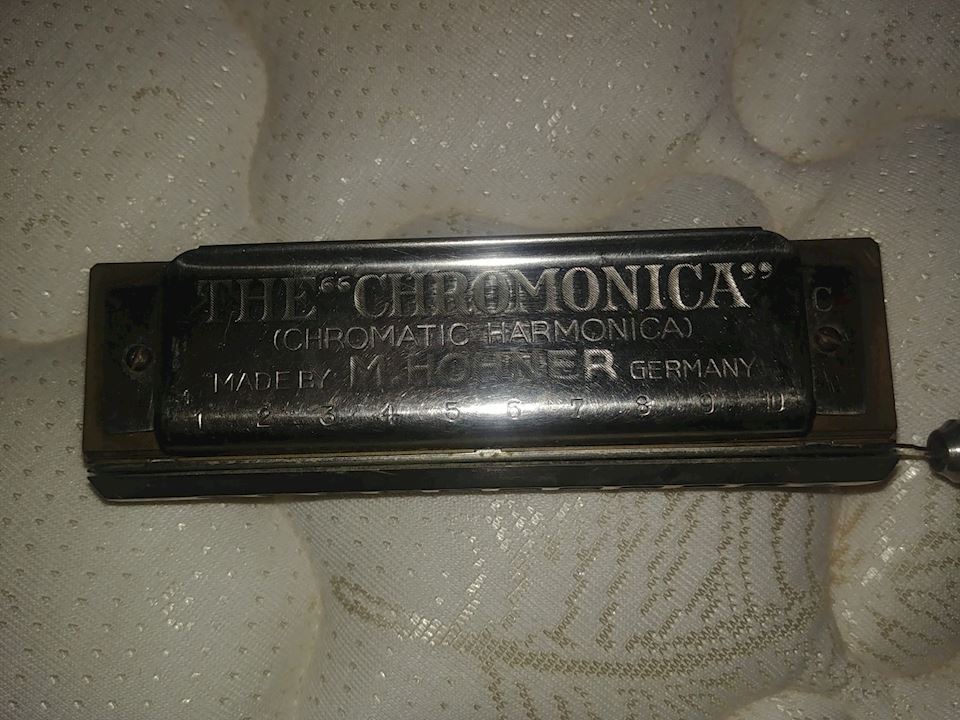 THE “CHROMONICA”
C
(CHROMATIC HARMONICA)
MADE BY M. HOHNER GERMANY
1 2 3 4 5 6 7 8 9 10